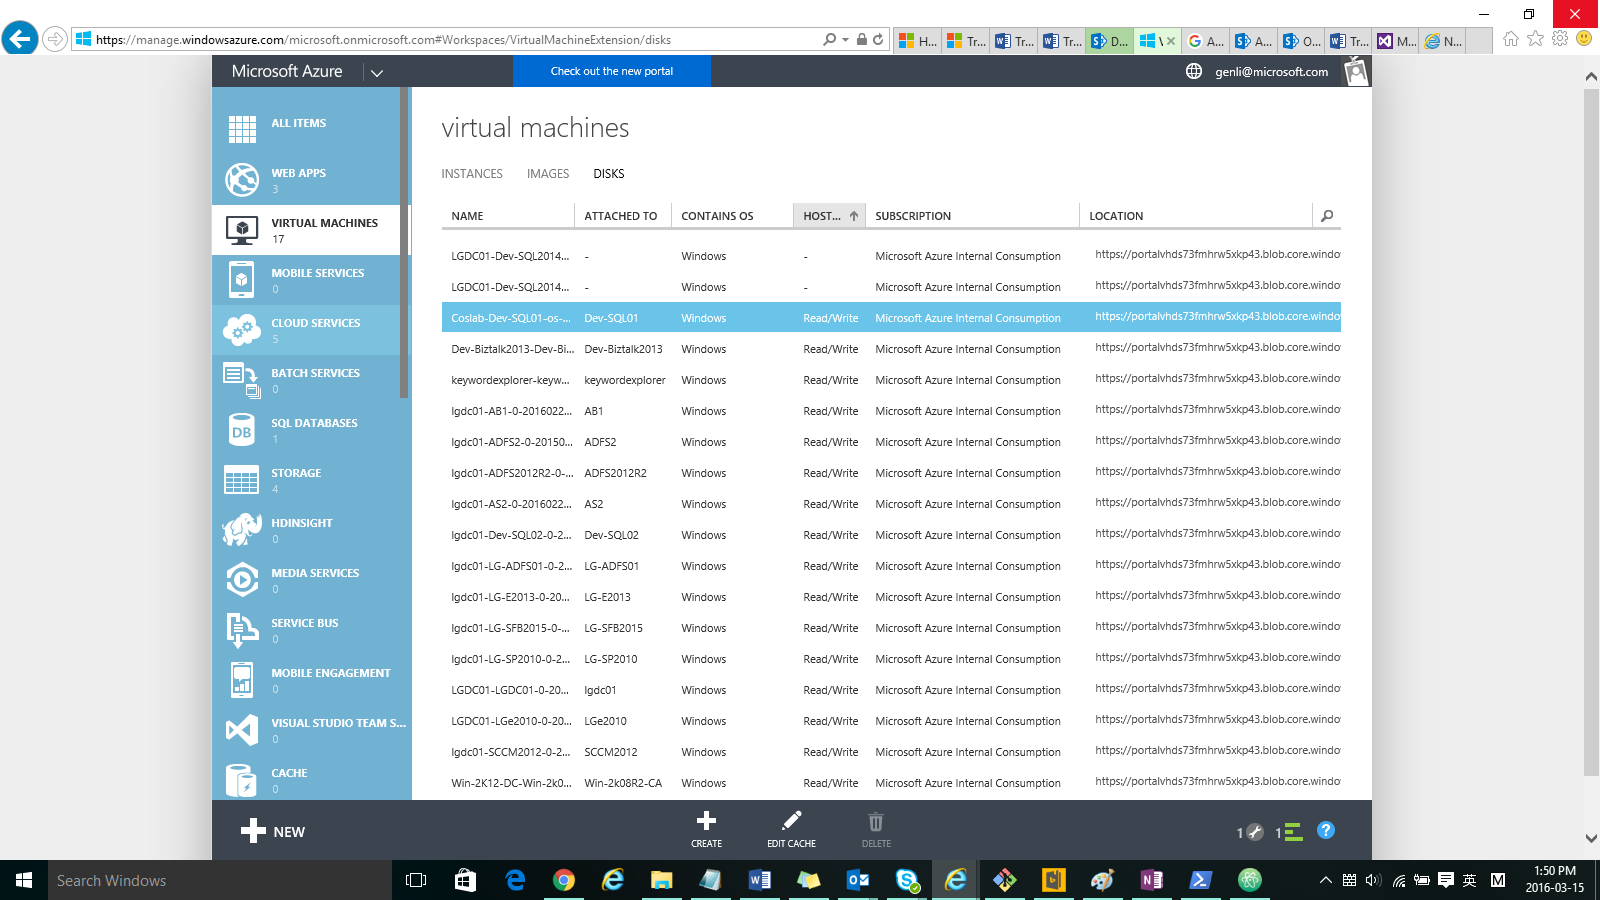 https://manage.windowsazure.com/microsoft.onmicrosoft.com#Workspaces/VirtualMachineExtension/disks
H...
Tr...
Tr...
Tr...
D...
A...
A...
O...
Tr...
M...
N...
Microsoft Azure
Check out the new portal
genli@microsoft.com
ALL ITEMS
WEB APPS
3
VIRTUAL MACHINES
17
MOBILE SERVICES
0
CLOUD SERVICES
5
BATCH SERVICES
0
SQL DATABASES
1
DB
STORAGE
4
HDINSIGHT
0
MEDIA SERVICES
0
SERVICE BUS
0
MOBILE ENGAGEMENT
0
VISUAL STUDIO TEAM S...
0
CACHE
0
virtual machines
INSTANCES IMAGES DISKS
NAME ATTACHED TO CONTAINS OS HOST... SUBSCRIPTION LOCATION
LGDC01-Dev-SQL2014... - Windows - Microsoft Azure Internal Consumption https://portalvhds73fmhrw5xkp43.blob.core.windo
LGDC01-Dev-SQL2014... - Windows - Microsoft Azure Internal Consumption https://portalvhds73fmhrw5xkp43.blob.core.windo
Coslab-Dev-SQL01-os-... Dev-SQL01 Windows Read/Write Microsoft Azure Internal Consumption https://portalvhds73fmhrw5xkp43.blob.core.windo
Dev-Biztalk2013-Dev-Bi... Dev-Biztalk2013 Windows Read/Write Microsoft Azure Internal Consumption https://portalvhds73fmhrw5xkp43.blob.core.windo
keywordexplorer-keyw... keywordexplorer Windows Read/Write Microsoft Azure Internal Consumption https://portalvhds73fmhrw5xkp43.blob.core.windo
lgdc01-AB1-0-2016022... AB1 Windows Read/Write Microsoft Azure Internal Consumption https://portalvhds73fmhrw5xkp43.blob.core.windo
lgdc01-ADFS2-0-20150... ADFS2 Windows Read/Write Microsoft Azure Internal Consumption https://portalvhds73fmhrw5xkp43.blob.core.windo
lgdc01-ADFS2012R2-0-... ADFS2012R2 Windows Read/Write Microsoft Azure Internal Consumption https://portalvhds73fmhrw5xkp43.blob.core.windo
lgdc01-AS2-0-2016022... AS2 Windows Read/Write Microsoft Azure Internal Consumption https://portalvhds73fmhrw5xkp43.blob.core.windo
lgdc01-Dev-SQL02-0-2... Dev-SQL02 Windows Read/Write Microsoft Azure Internal Consumption https://portalvhds73fmhrw5xkp43.blob.core.windo
lgdc01-LG-ADFS01-0-2... LG-ADFS01 Windows Read/Write Microsoft Azure Internal Consumption https://portalvhds73fmhrw5xkp43.blob.core.windo
lgdc01-LG-E2013-0-20... LG-E2013 Windows Read/Write Microsoft Azure Internal Consumption https://portalvhds73fmhrw5xkp43.blob.core.windo
lgdc01-LG-SFB2015-0-... LG-SFB2015 Windows Read/Write Microsoft Azure Internal Consumption https://portalvhds73fmhrw5xkp43.blob.core.windo
lgdc01-LG-SP2010-0-2... LG-SP2010 Windows Read/Write Microsoft Azure Internal Consumption https://portalvhds73fmhrw5xkp43.blob.core.windo
LGDC01-LGDC01-0-20... lgdc01 Windows Read/Write Microsoft Azure Internal Consumption https://portalvhds73fmhrw5xkp43.blob.core.windo
LGDC01-LGe2010-0-20... LGe2010 Windows Read/Write Microsoft Azure Internal Consumption https://portalvhds73fmhrw5xkp43.blob.core.windo
lgdc01-SCCM2012-0-2... SCCM2012 Windows Read/Write Microsoft Azure Internal Consumption https://portalvhds73fmhrw5xkp43.blob.core.windo
Win-2K12-DC-Win-2k0... Win-2k08R2-CA Windows Read/Write Microsoft Azure Internal Consumption https://portalvhds73fmhrw5xkp43.blob.core.windo
NEW
CREATE
EDIT CACHE
DELETE
1
1
?
Search Windows
英
M
1:50 PM
2016-03-15